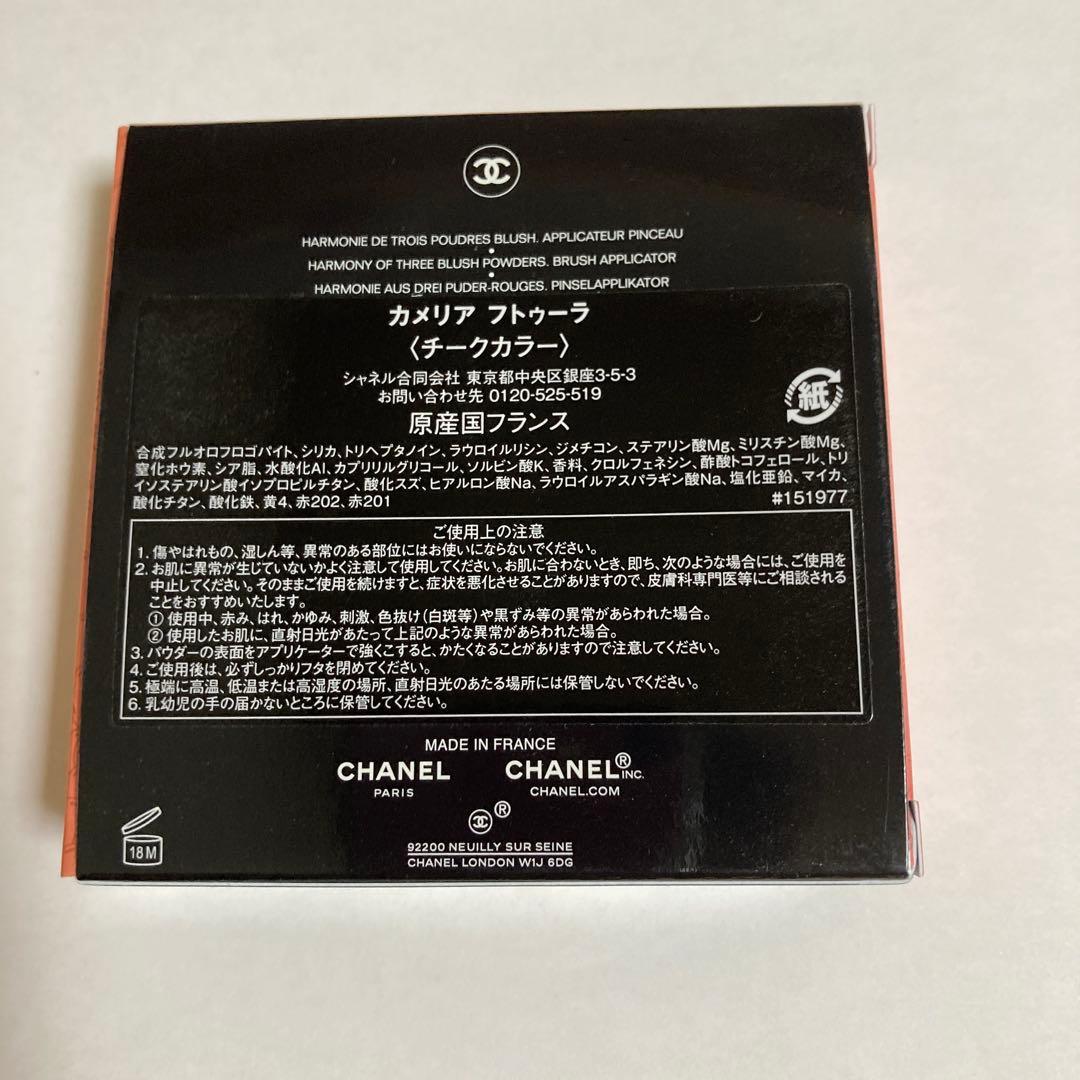 HARMONIE DE TROIS POUDRES BLUSH. APPLICATEUR PINCEAU
•
HARMONY OF THREE BLUSH POWDERS. BRUSH APPLICATOR
•
HARMONIE AUS DREI PUDER-ROUGES. PINSELAPPLIKATOR
カメリア フトゥーラ
〈チークカラー〉
シャネル合同会社 東京都中央区銀座3-5-3
お問い合わせ先 0120-525-519
原産国フランス
紙
合成フルオロフロゴパイト、シリカ、トリヘプタノイン、ラウロイルリシン、ジメチコン、ステアリン酸Mg、ミリスチン酸Mg、
窒化ホウ素、シア脂、水酸化Al、カプリリルグリコール、ソルビン酸K、香料、クロルフェネシン、酢酸トコフェロール、トリ
イソステアリン酸イソプロピルチタン、酸化スズ、ヒアルロン酸Na、ラウロイルアスパラギン酸Na、塩化亜鉛、マイカ、
酸化チタン、酸化鉄、黄4、赤202、赤201
#151977
ご使用上の注意
1. 傷やはれもの、湿しん等、異常のある部位にはお使いにならないでください。
2. お肌に異常が生じていないかよく注意して使用してください。お肌に合わないとき、即ち、次のような場合には、ご使用を
中止してください。そのままご使用を続けますと、症状を悪化させることがありますので、皮膚科専門医等にご相談される
ことをおすすめいたします。
① 使用中、赤み、はれ、かゆみ、刺激、色抜け(白斑等)や黒ずみ等の異常があらわれた場合。
② 使用したお肌に、直射日光があたって上記のような異常があらわれた場合。
3. パウダーの表面をアプリケーターで強くこすると、かたくなることがありますので注意してください。
4. ご使用後は、必ずしっかりフタを閉めてください。
5. 極端に高温、低温または高湿度の場所、直射日光のあたる場所には保管しないでください。
6. 乳幼児の手の届かないところに保管してください。
MADE IN FRANCE
CHANEL CHANEL® INC.
PARIS CHANEL.COM
®
18 M
92200 NEUILLY SUR SEINE
CHANEL LONDON W1J 6DG